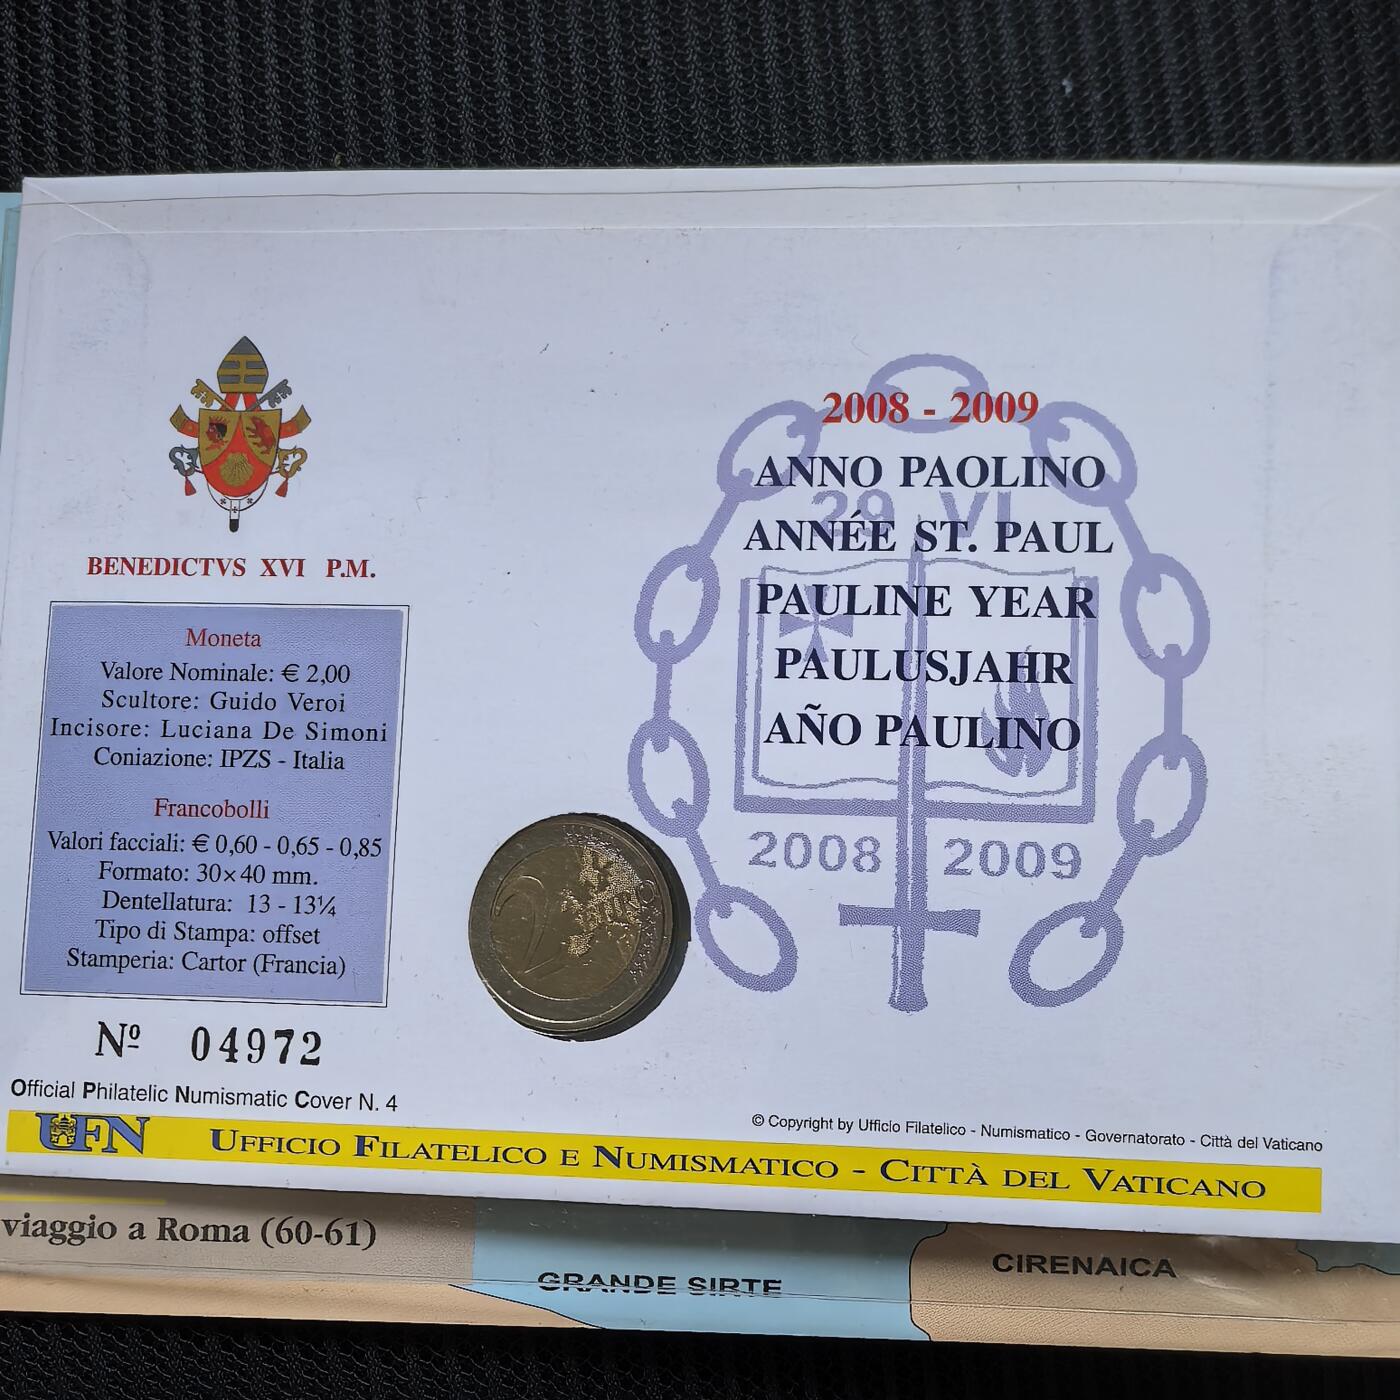 BENEDICTVS XVI P.M.
Moneta
Valore Nominale: € 2,00
Scultore: Guido Veroi
Incisore: Luciana De Simoni
Coniazione: IPZS - Italia
Francobolli
Valori facciali: € 0,60 - 0,65 - 0,85
Formato: 30×40 mm.
Dentellatura: 13 - 13¼
Tipo di Stampa: offset
Stamperia: Cartor (Francia)
Nº 04972
Official Philatelic Numismatic Cover N. 4
2008 - 2009
ANNO PAOLINO
29 VI
ANNÉE ST. PAUL
PAULINE YEAR
PAULUSJAHR
AÑO PAULINO
2008 2009
2 EURO
© Copyright by Ufficio Filatelico - Numismatico - Governatorato - Città del Vaticano
UFN UFFICIO FILATELICO E NUMISMATICO - CITTÀ DEL VATICANO
viaggio a Roma (60-61)
GRANDE SIRTE
CIRENAICA